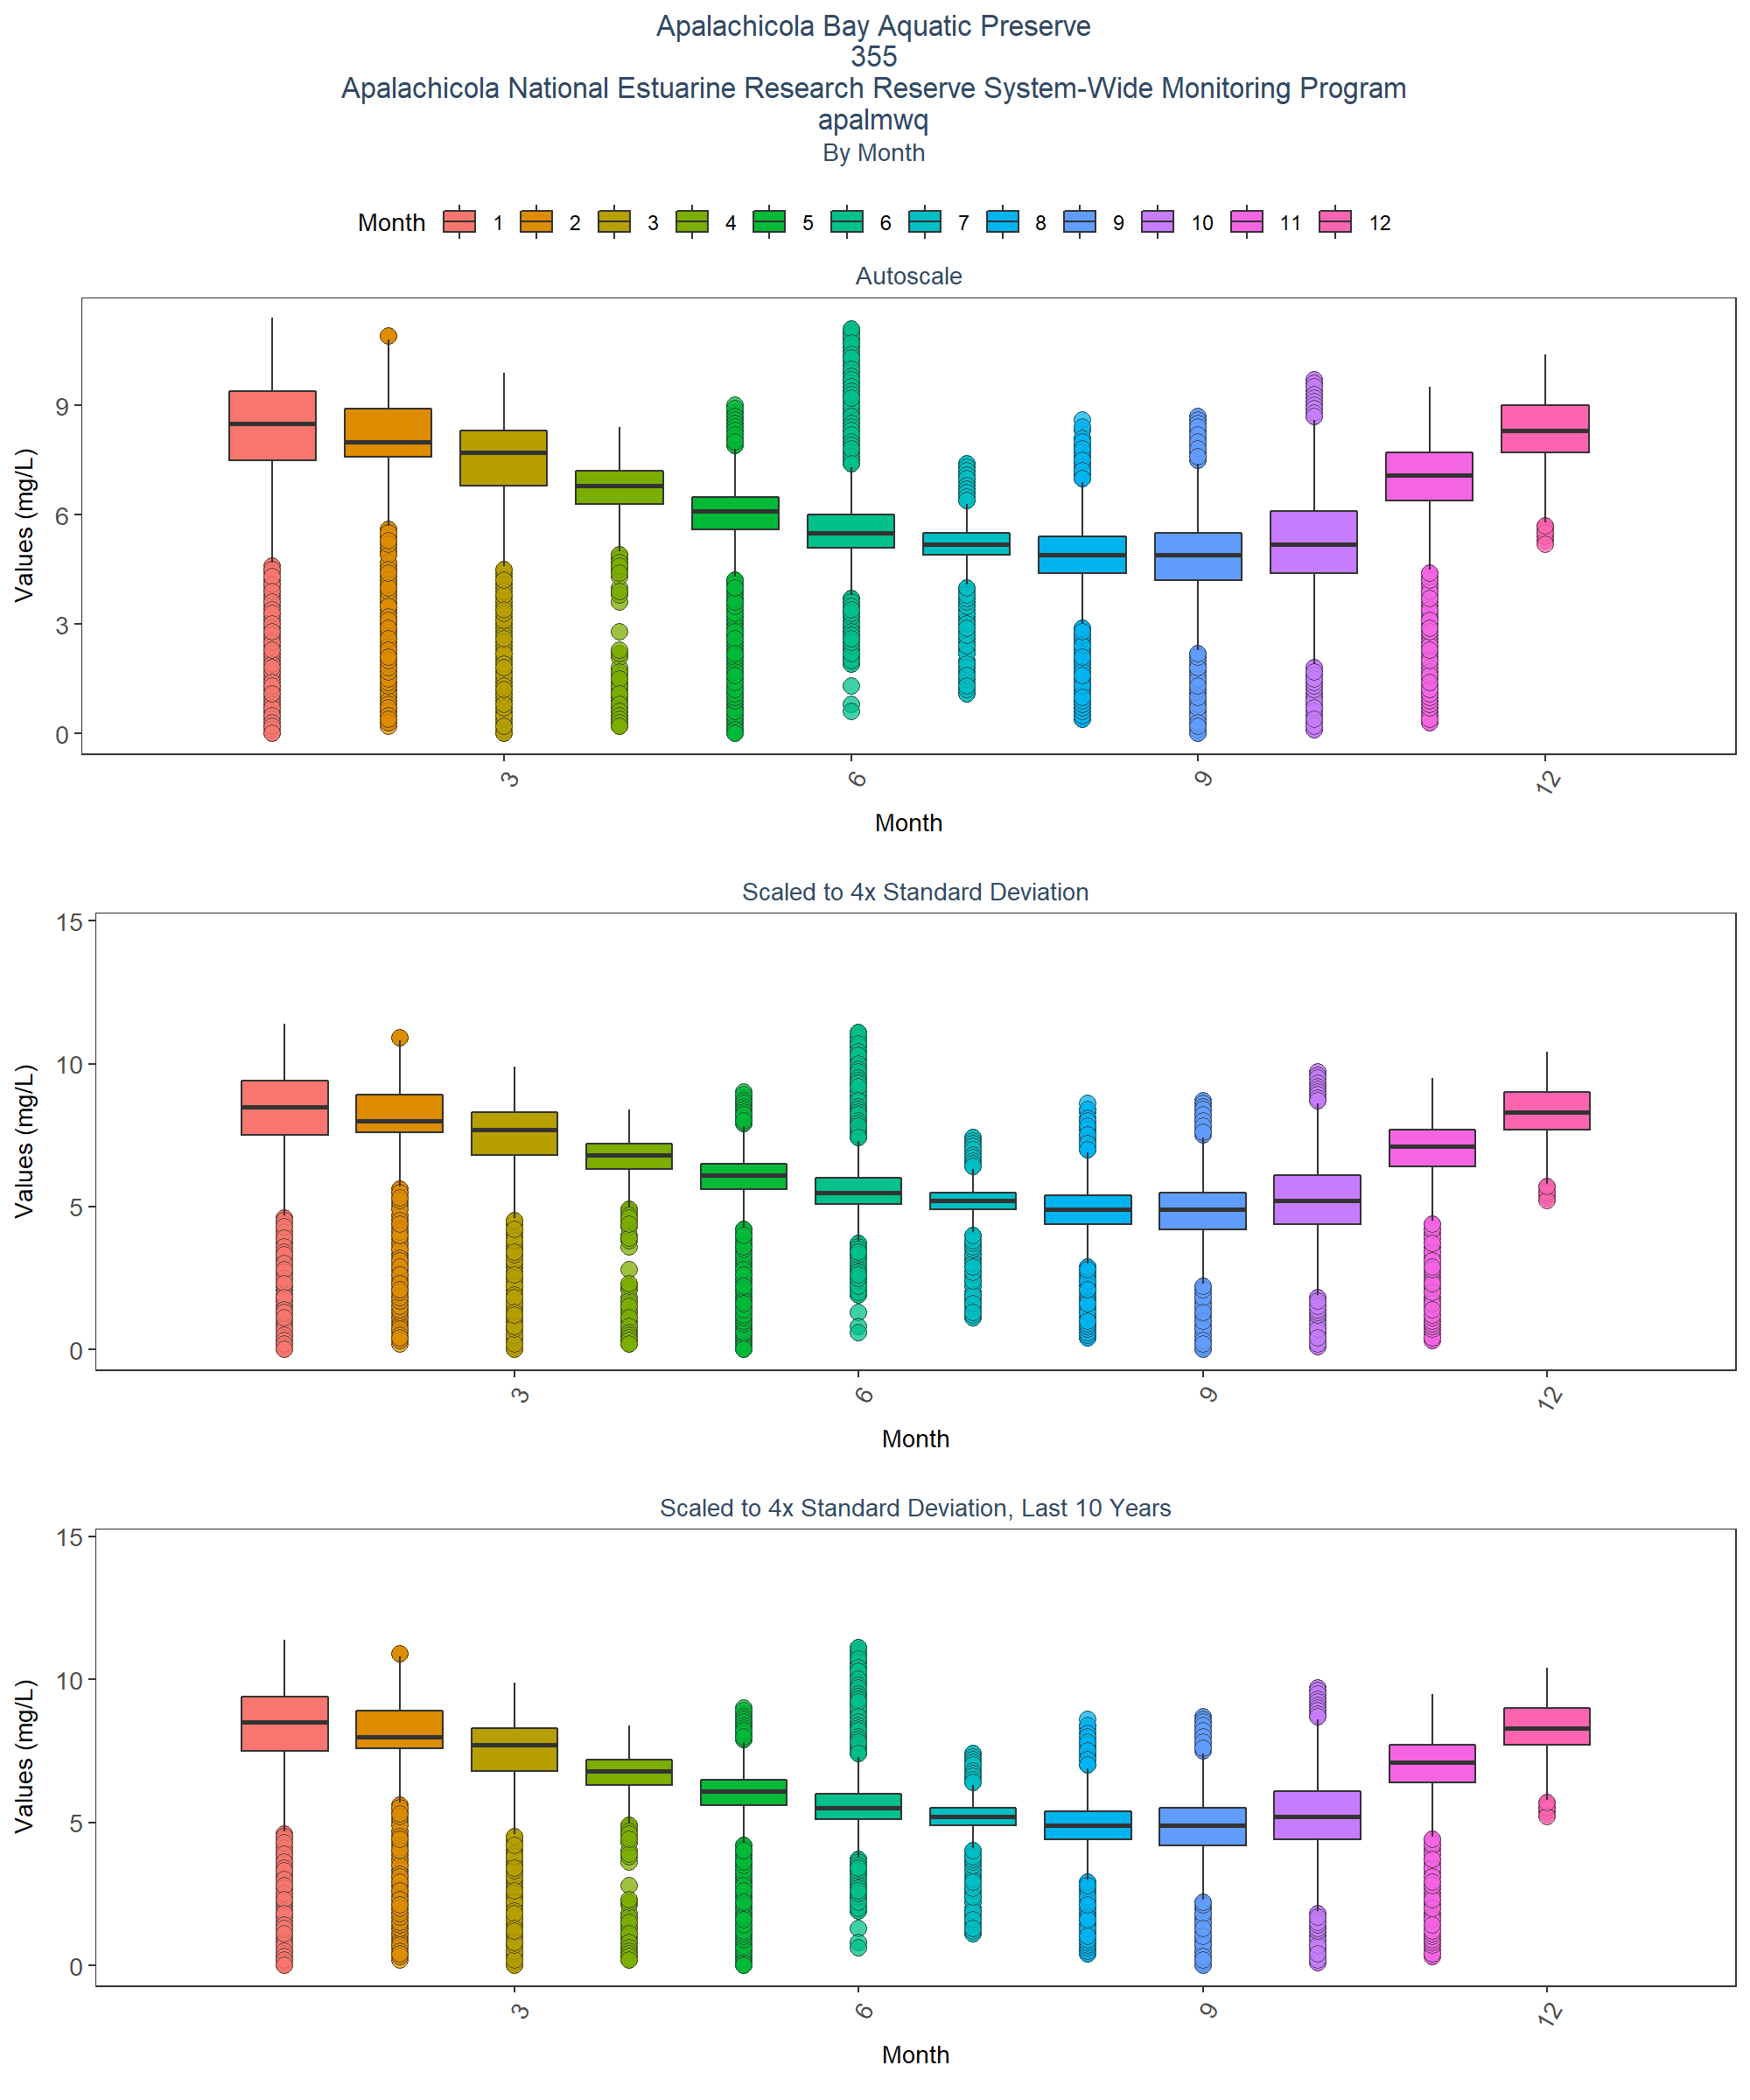 Apalachicola Bay Aquatic Preserve
355
Apalachicola National Estuarine Research Reserve System-Wide Monitoring Program
apalmwq
By Month
Month 1 2 3 4 5 6 7 8 9 10 11 12
Autoscale
Values (mg/L)
9
6
3
0
3 6 9 12
Month
Scaled to 4x Standard Deviation
Values (mg/L)
15
10
5
0
3 6 9 12
Month
Scaled to 4x Standard Deviation, Last 10 Years
Values (mg/L)
15
10
5
0
3 6 9 12
Month